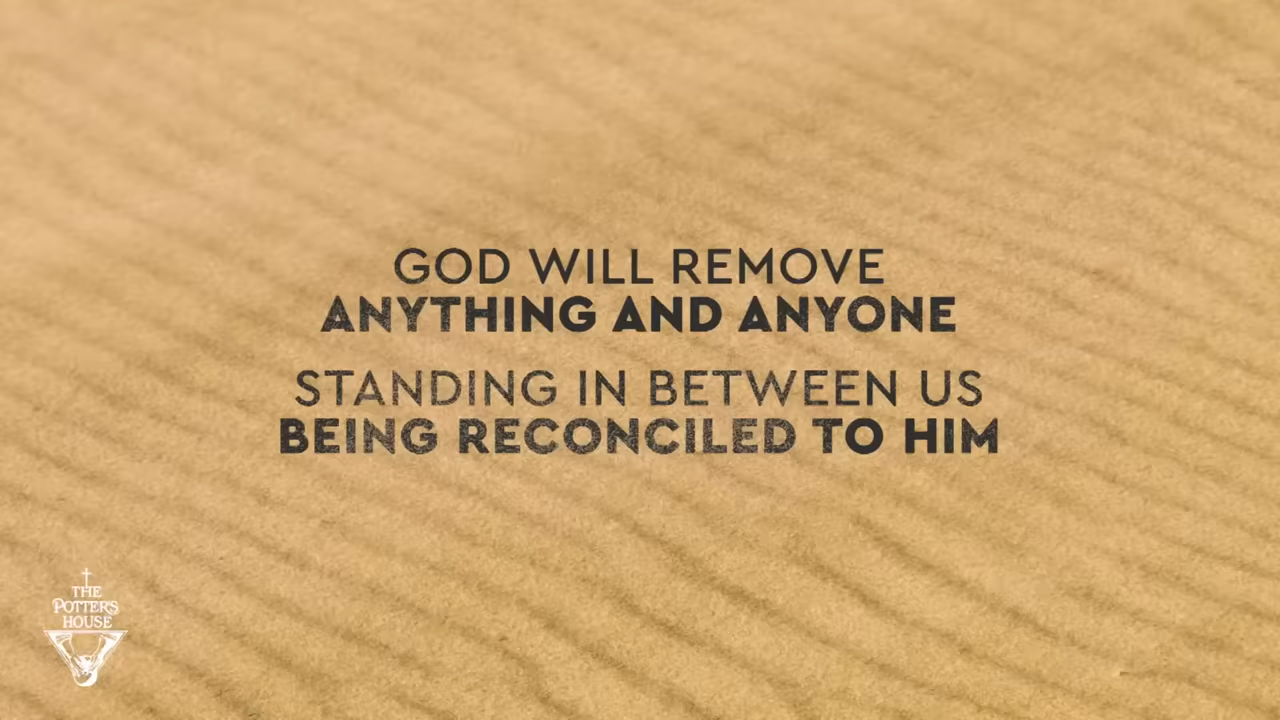 GOD WILL REMOVE
ANYTHING AND ANYONE
STANDING IN BETWEEN US
BEING RECONCILED TO HIM
THE
POTTER'S
HOUSE